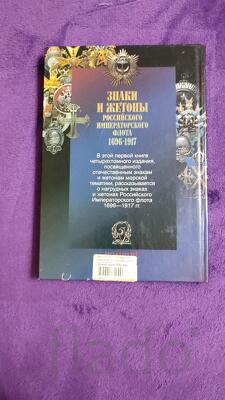 ЗНАКИ И ЖЕТОНЫ
РОССИЙСКОГО
ИМПЕРАТОРСКОГО
ФЛОТА
1696-1917
В этой первой книге
четырехтомного издания,
посвященного
отечественным знакам
и жетонам морской
тематики, рассказывается
о нагрудных знаках
и жетонах Российского
Императорского флота
1696—1917 гг.
flado